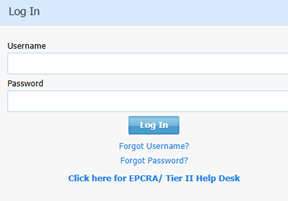 Log In
Username
Password
Log In
Forgot Username?
Forgot Password?
Click here for EPCRA/ Tier II Help Desk